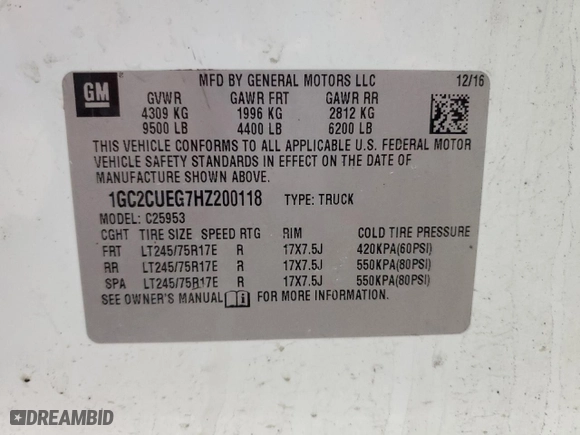 GM
MFD BY GENERAL MOTORS LLC 12/16
GVWR GAWR FRT GAWR RR
4309 KG 1996 KG 2812 KG
9500 LB 4400 LB 6200 LB
THIS VEHICLE CONFORMS TO ALL APPLICABLE U.S. FEDERAL MOTOR
VEHICLE SAFETY STANDARDS IN EFFECT ON THE DATE OF
MANUFACTURE SHOWN ABOVE.
1GC2CUEG7HZ200118 TYPE: TRUCK
MODEL: C25953
CGHT TIRE SIZE SPEED RTG RIM COLD TIRE PRESSURE
FRT LT245/75R17E R 17X7.5J 420KPA(60PSI)
RR LT245/75R17E R 17X7.5J 550KPA(80PSI)
SPA LT245/75R17E R 17X7.5J 550KPA(80PSI)
SEE OWNER'S MANUAL FOR MORE INFORMATION.
DREAMBID